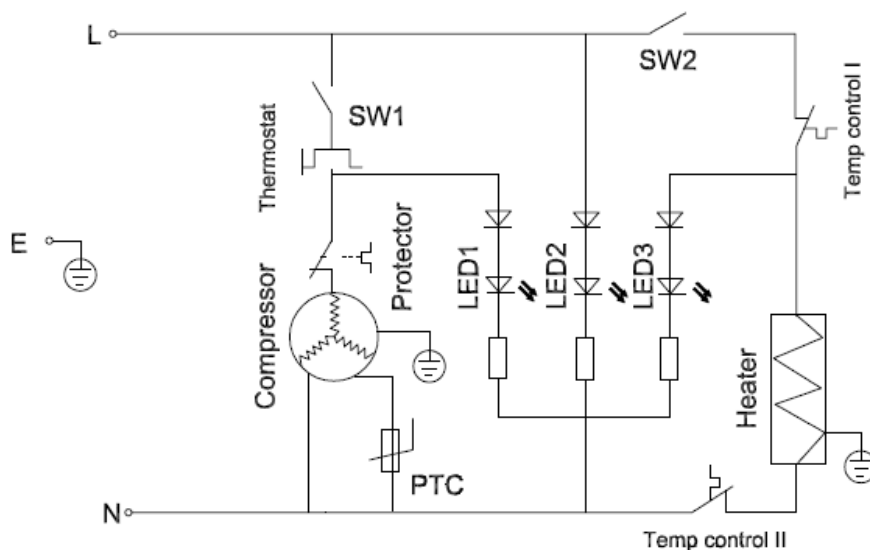 L
SW2
SW1
Temp control I
Thermostat
E
Protector
LED1
LED2
LED3
Compressor
Heater
PTC
N
Temp control II